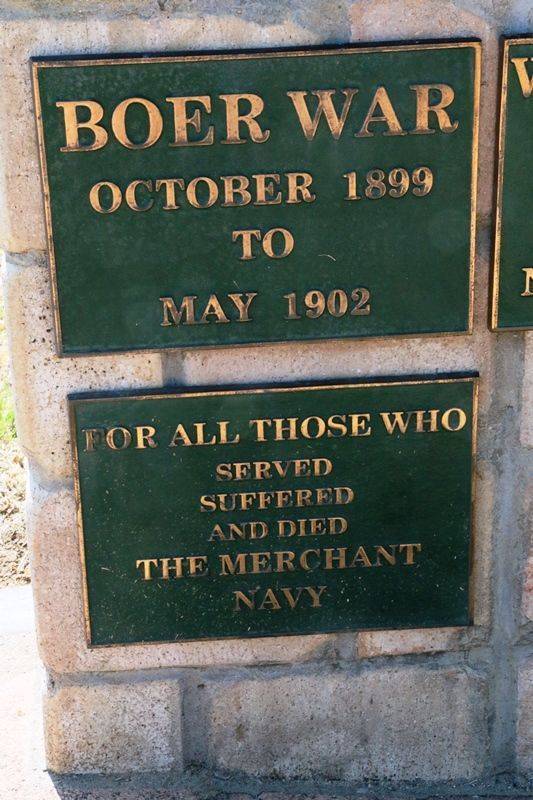 BOER WAR
OCTOBER 1899
TO
MAY 1902
FOR ALL THOSE WHO
SERVED
SUFFERED
AND DIED
THE MERCHANT
NAVY